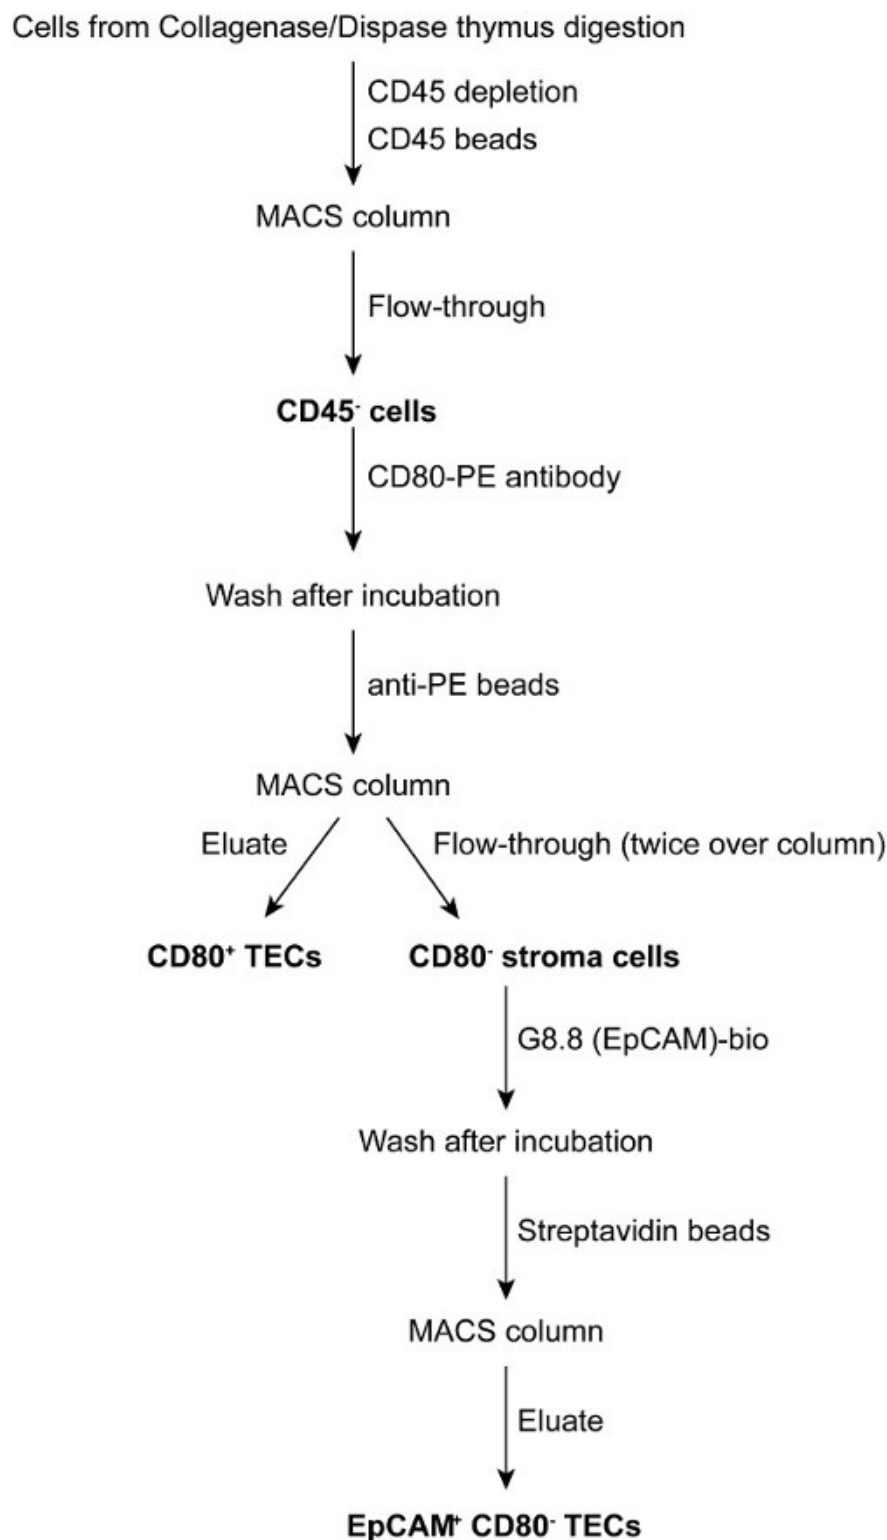 Cells from Collagenase/Dispase thymus digestion
CD45 depletion
CD45 beads
MACS column
Flow-through
CD45⁻ cells
CD80-PE antibody
Wash after incubation
anti-PE beads
MACS column
Eluate
Flow-through (twice over column)
CD80⁺ TECs
CD80⁻ stroma cells
G8.8 (EpCAM)-bio
Wash after incubation
Streptavidin beads
MACS column
Eluate
EpCAM⁺ CD80⁻ TECs